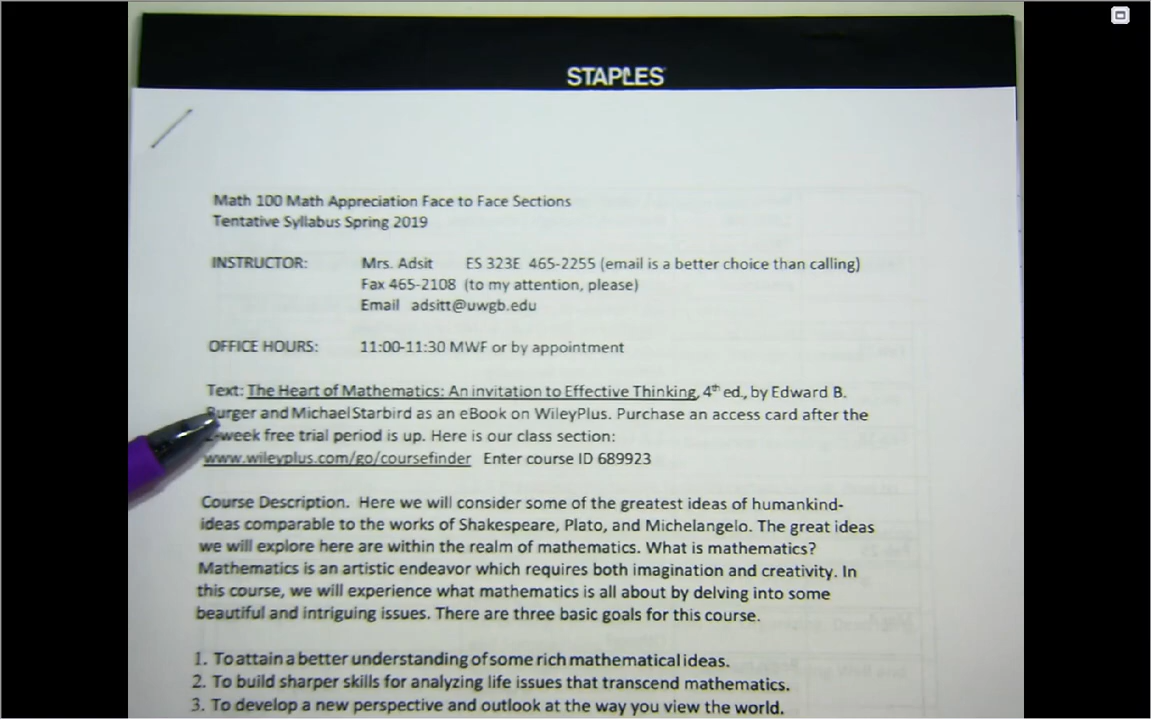 STAPLES
Math 100 Math Appreciation Face to Face Sections
Tentative Syllabus Spring 2019
INSTRUCTOR: Mrs. Adsit ES 323E 465-2255 (email is a better choice than calling)
Fax 465-2108 (to my attention, please)
Email adsitt@uwgb.edu
OFFICE HOURS: 11:00-11:30 MWF or by appointment
Text: The Heart of Mathematics: An invitation to Effective Thinking, 4th ed., by Edward B.
Burger and Michael Starbird as an eBook on WileyPlus. Purchase an access card after the
2-week free trial period is up. Here is our class section:
www.wileyplus.com/go/coursefinder Enter course ID 689923
Course Description. Here we will consider some of the greatest ideas of humankind-
ideas comparable to the works of Shakespeare, Plato, and Michelangelo. The great ideas
we will explore here are within the realm of mathematics. What is mathematics?
Mathematics is an artistic endeavor which requires both imagination and creativity. In
this course, we will experience what mathematics is all about by delving into some
beautiful and intriguing issues. There are three basic goals for this course.
1. To attain a better understanding of some rich mathematical ideas.
2. To build sharper skills for analyzing life issues that transcend mathematics.
3. To develop a new perspective and outlook at the way you view the world.